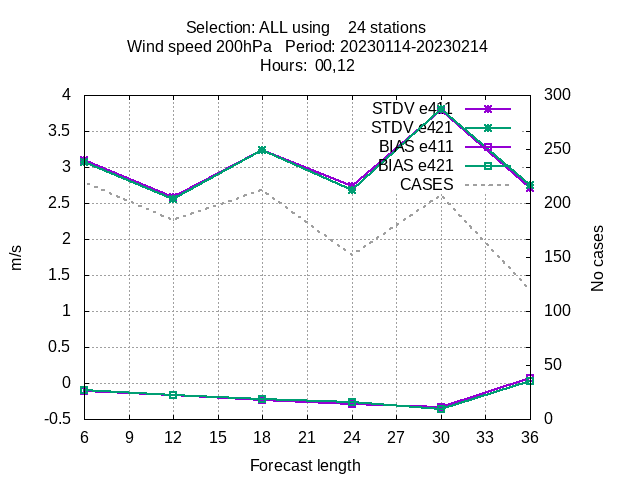 Selection: ALL using 24 stations
Wind speed 200hPa Period: 20230114-20230214
Hours: 00,12
4
3.5
3
2.5
2
1.5
1
0.5
0
-0.5
m/s
STDV e411
STDV e421
BIAS e411
BIAS e421
CASES
300
250
200
150
100
50
0
No cases
6 9 12 15 18 21 24 27 30 33 36
Forecast length